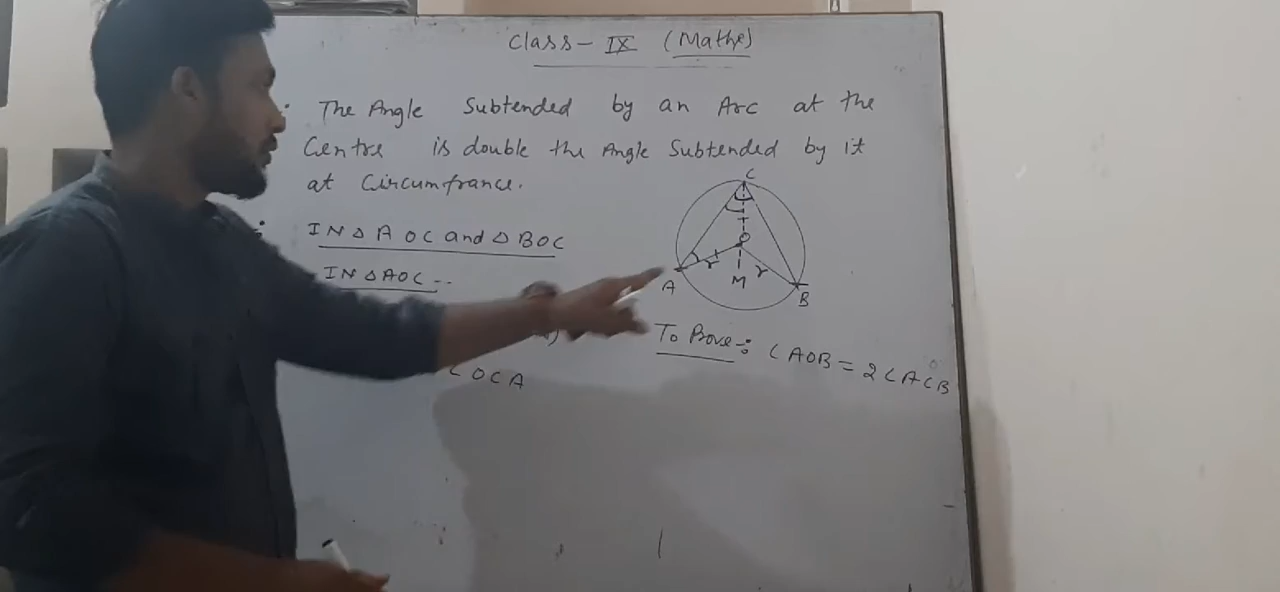 Class - IX (Maths)
The Angle Subtended by an Arc at the
Centre is double the Angle Subtended by it
at Circumfrance.
IN △ AOC and △ BOC
IN △ AOC --
∠ OCA
C
O
r
r
A
M
B
To Prove -: ∠AOB = 2∠ACB